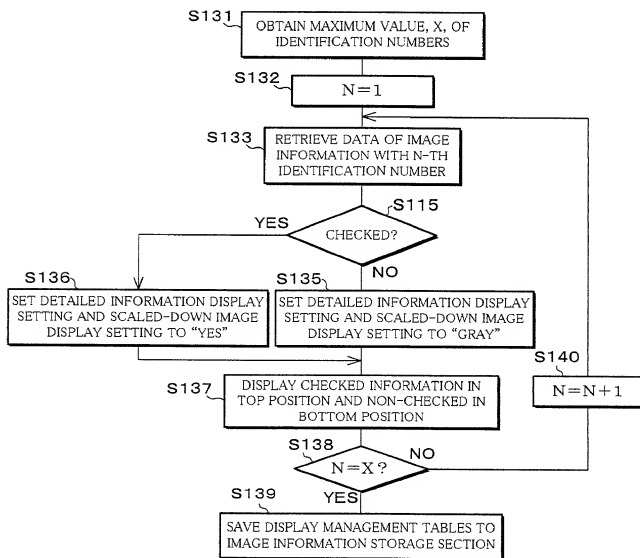 S131
OBTAIN MAXIMUM VALUE, X, OF
IDENTIFICATION NUMBERS
S132
N=1
S133
RETRIEVE DATA OF IMAGE
INFORMATION WITH N-TH
IDENTIFICATION NUMBER
S115
CHECKED?
YES
NO
S136
SET DETAILED INFORMATION DISPLAY
SETTING AND SCALED-DOWN IMAGE
DISPLAY SETTING TO “YES”
S135
SET DETAILED INFORMATION DISPLAY
SETTING AND SCALED-DOWN IMAGE
DISPLAY SETTING TO “GRAY”
S137
DISPLAY CHECKED INFORMATION IN
TOP POSITION AND NON-CHECKED IN
BOTTOM POSITION
S140
N=N+1
S138
N=X?
NO
YES
S139
SAVE DISPLAY MANAGEMENT TABLES TO
IMAGE INFORMATION STORAGE SECTION